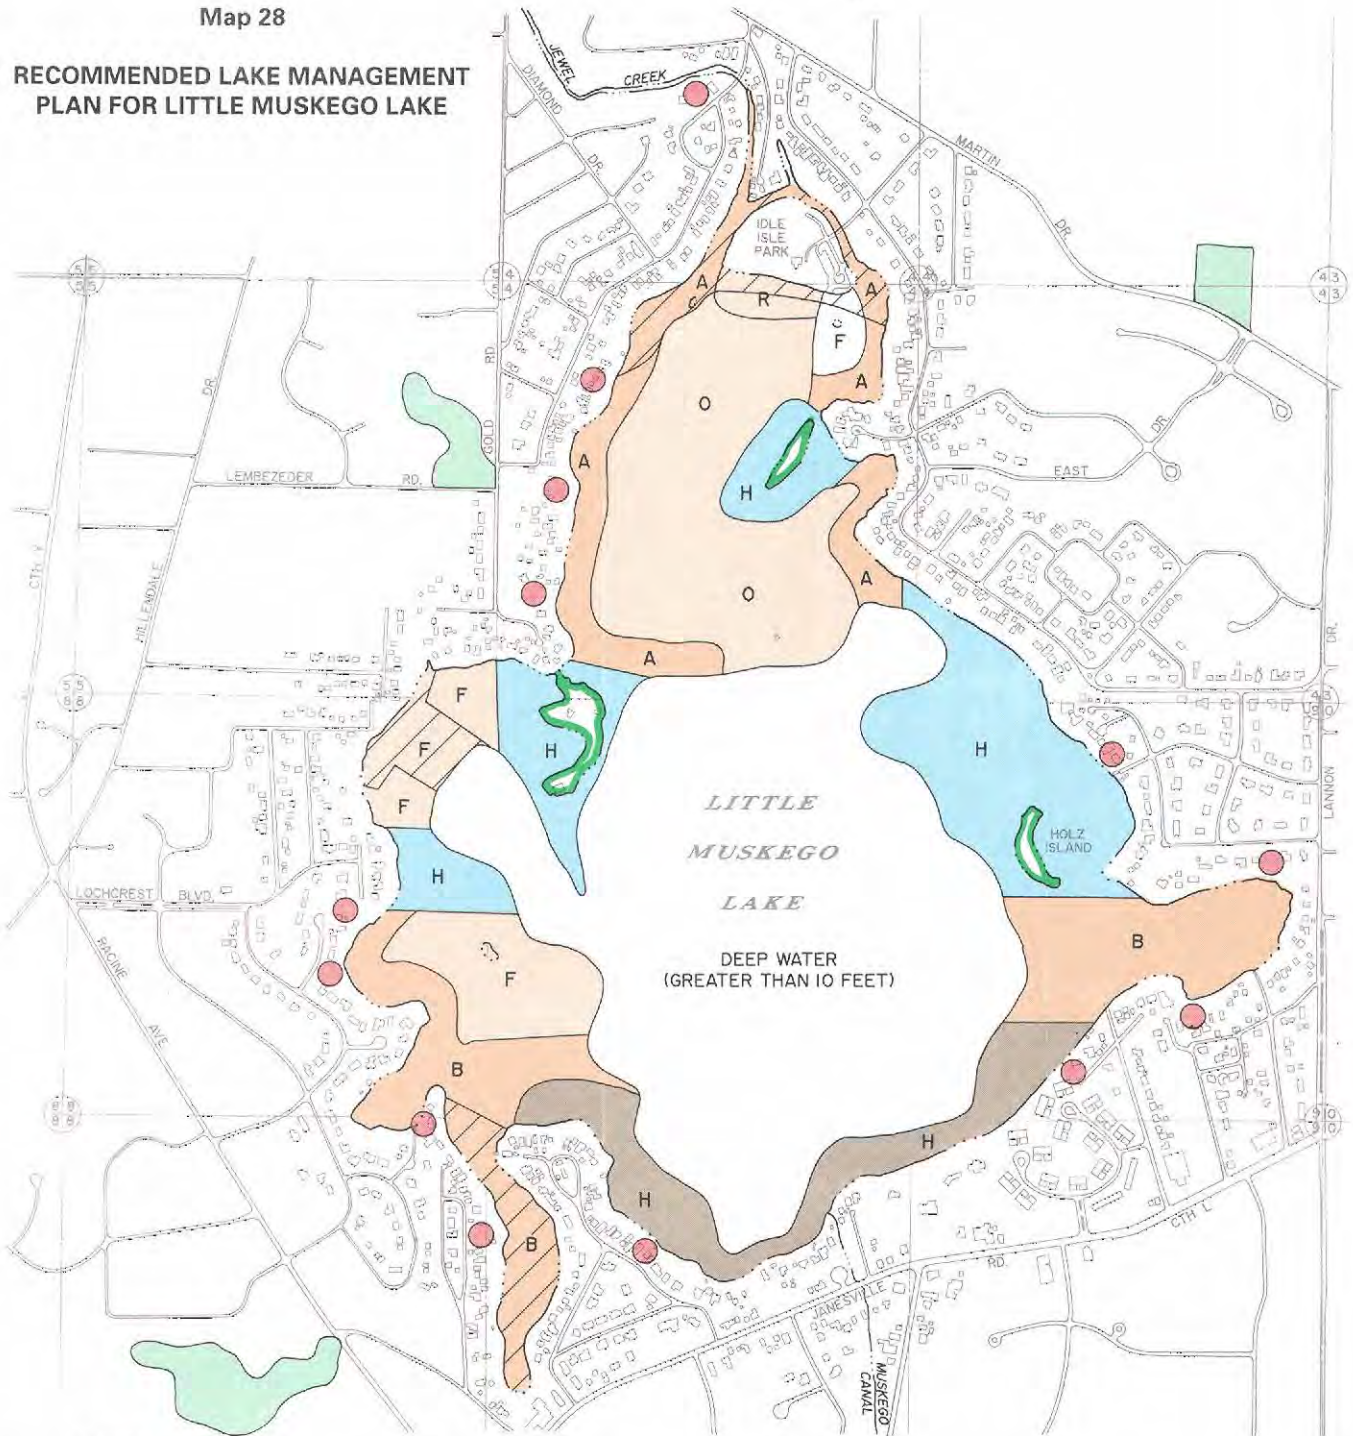 Map 28
RECOMMENDED LAKE MANAGEMENT
PLAN FOR LITTLE MUSKEGO LAKE
JEWEL
CREEK
DIAMOND
DR.
MARTIN
DR.
IDLE
ISLE
PARK
A
A
R
F
A
O
H
A
A
O
A
GOLD
RD
LEMBEZEDER
RD.
DR.
HILLENDALE
CTH Y
EAST
DR.
F
F
F
H
H
H
LITTLE
MUSKEGO
LAKE
DEEP WATER
(GREATER THAN 10 FEET)
HOLZ
ISLAND
LANNON
DR.
LOCHCREST
BLVD.
RACINE
AVE.
F
B
B
B
H
H
JANESVILLE
RD.
CTH L
MUSKEGO
CANAL